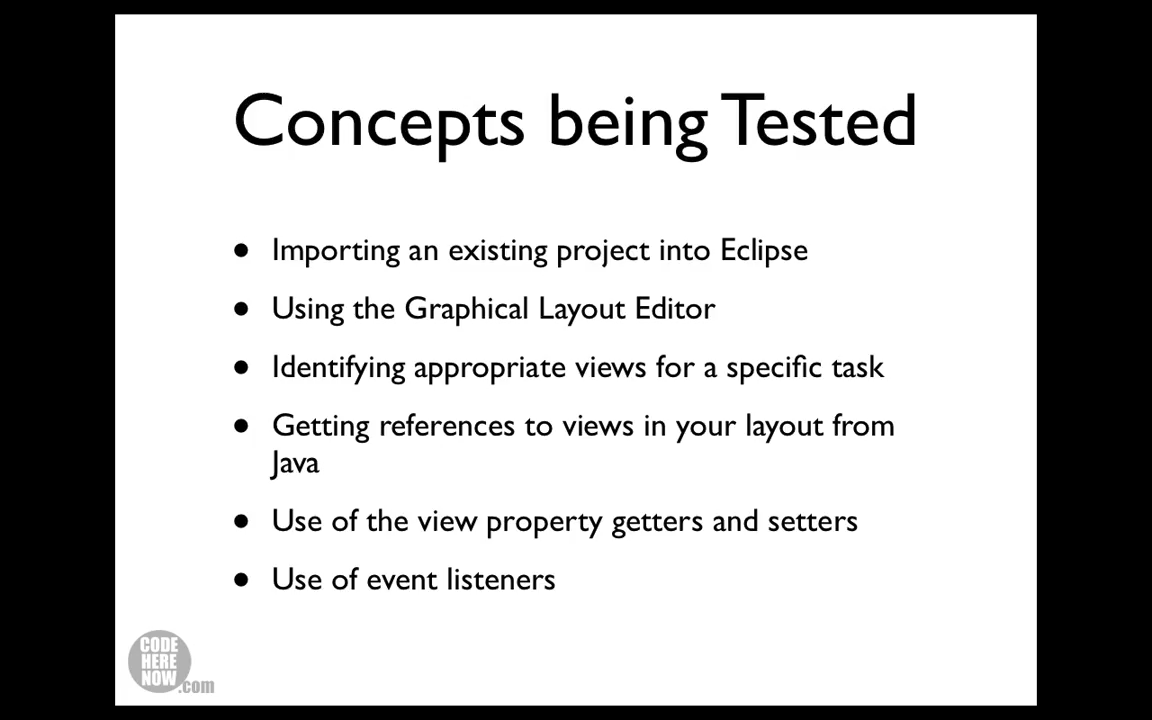 Concepts being Tested
• Importing an existing project into Eclipse
• Using the Graphical Layout Editor
• Identifying appropriate views for a specific task
• Getting references to views in your layout from
Java
• Use of the view property getters and setters
• Use of event listeners
CODE
HERE
NOW
.com